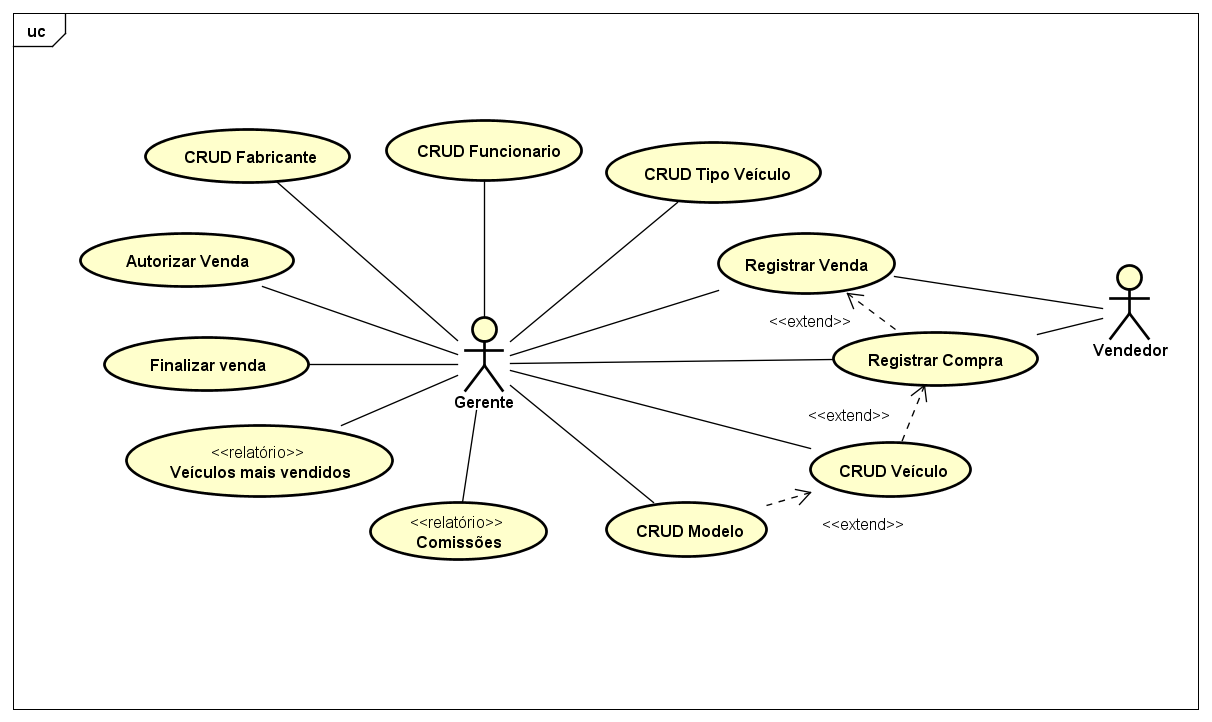 uc
CRUD Fabricante
CRUD Funcionario
CRUD Tipo Veículo
Autorizar Venda
Registrar Venda
<<extend>>
Vendedor
Finalizar venda
Registrar Compra
Gerente
<<extend>>
<<relatório>>
Veículos mais vendidos
CRUD Veículo
<<relatório>>
Comissões
CRUD Modelo
<<extend>>